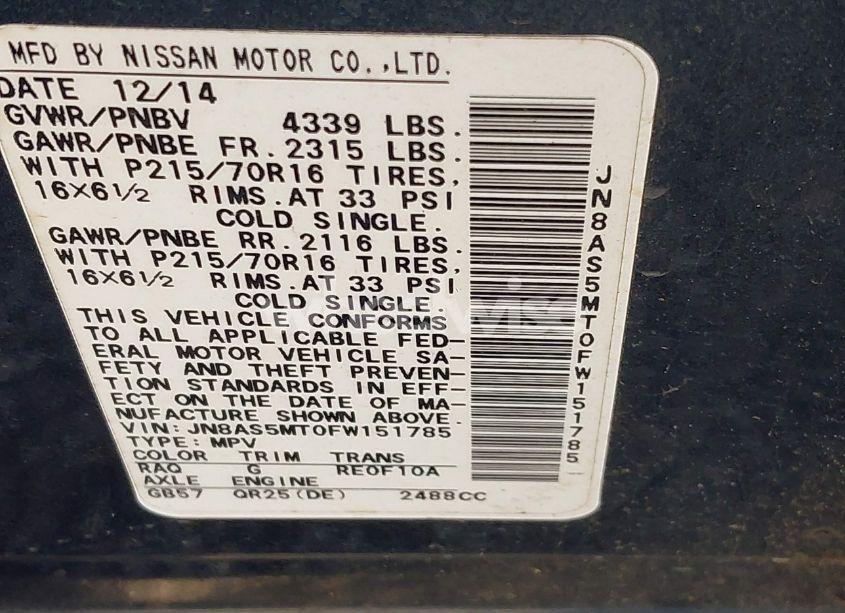 MFD BY NISSAN MOTOR CO.,LTD.
DATE 12/14
GVWR/PNBV 4339 LBS.
GAWR/PNBE FR.2315 LBS.
WITH P215/70R16 TIRES,
16X6½ RIMS.AT 33 PSI
COLD SINGLE.
GAWR/PNBE RR.2116 LBS.
WITH P215/70R16 TIRES,
16X6½ RIMS.AT 33 PSI
COLD SINGLE.
THIS VEHICLE CONFORMS
TO ALL APPLICABLE FED-
ERAL MOTOR VEHICLE SA-
FETY AND THEFT PREVEN-
TION STANDARDS IN EFF-
ECT ON THE DATE OF MA-
NUFACTURE SHOWN ABOVE.
VIN: JN8AS5MT0FW151785
TYPE: MPV
COLOR TRIM TRANS
RAQ G RE0F10A
AXLE ENGINE
GB57 QR25(DE) 2488CC
JN8AS5MT0FW151785